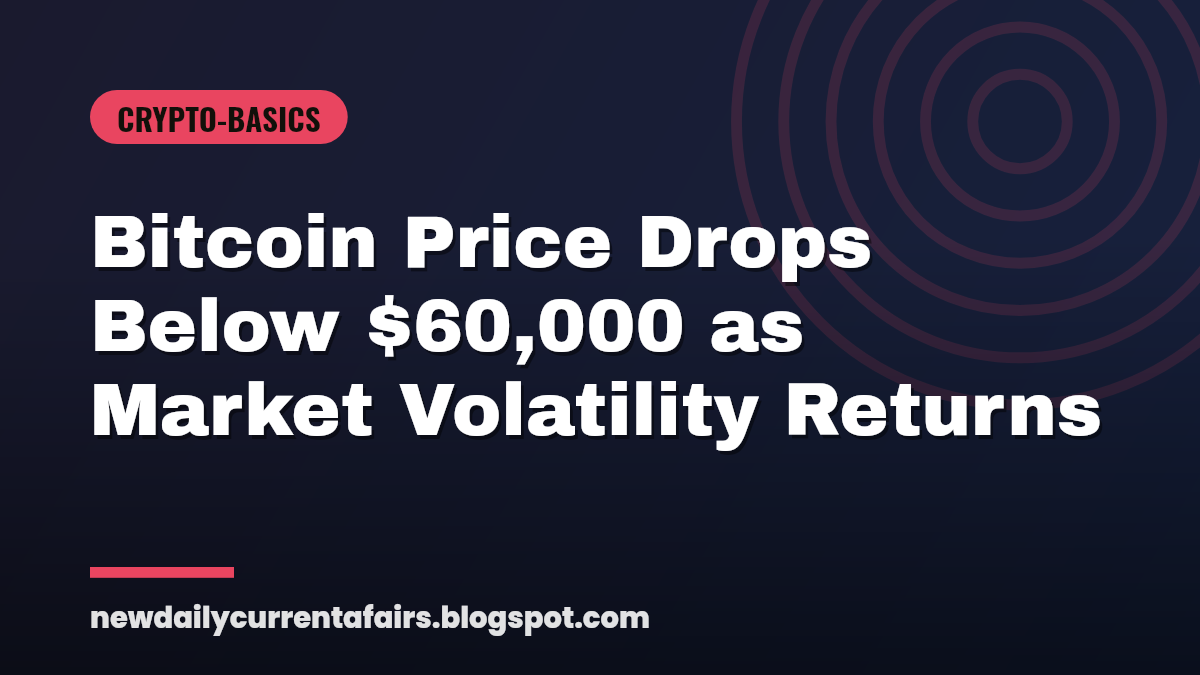 CRYPTO-BASICS
Bitcoin Price Drops
Below $60,000 as
Market Volatility Returns
newdailycurrentafairs.blogspot.com